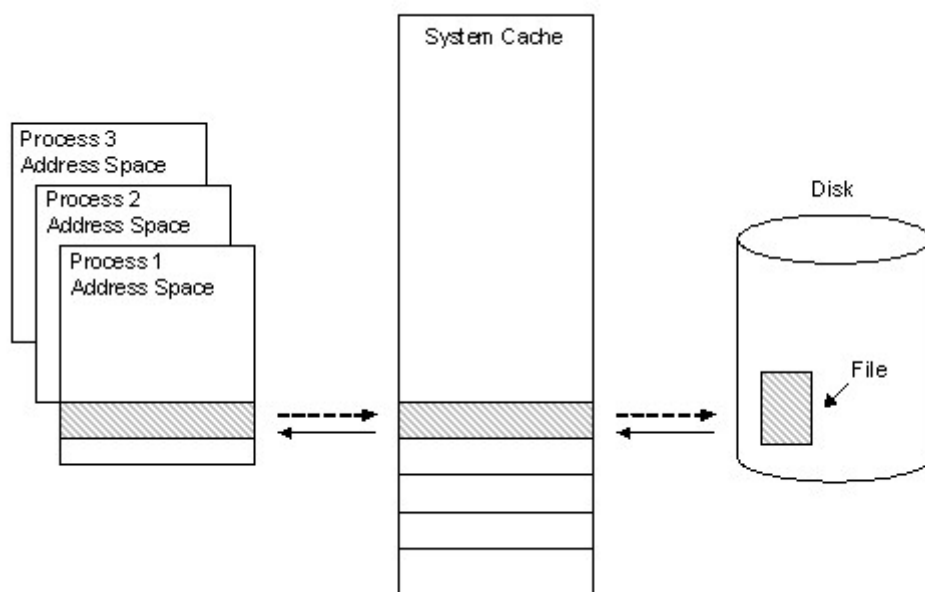 System Cache
Process 3
Address Space
Process 2
Address Space
Process 1
Address Space
Disk
File